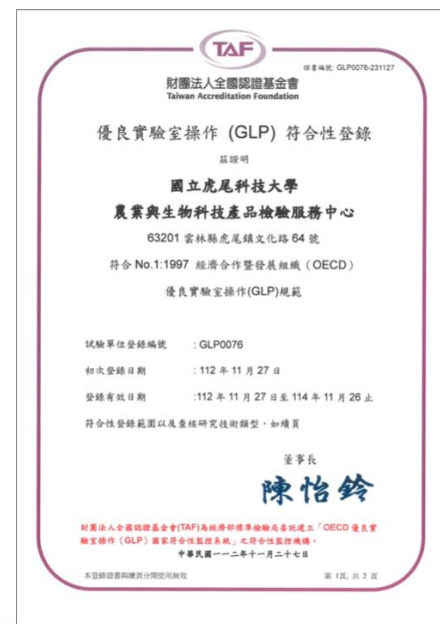 TAF
證書編號: GLP0076-231127
財團法人全國認證基金會
Taiwan Accreditation Foundation
優良實驗室操作 (GLP) 符合性登錄
茲證明
國立虎尾科技大學
農業與生物科技產品檢驗服務中心
63201 雲林縣虎尾鎮文化路 64 號
符合 No.1:1997 經濟合作暨發展組織（OECD）
優良實驗室操作(GLP)規範
試驗單位登錄編號 : GLP0076
初次登錄日期 : 112 年 11 月 27 日
登錄有效日期 :112 年 11 月 27 日至 114 年 11 月 26 止
符合性登錄範圍以及查核研究技術類型，如續頁
董事長
陳怡鈴
財團法人全國認證基金會(TAF)為經濟部標準檢驗局委託建立「OECD 優良實
驗室操作（GLP）國家符合性監控系統」之符合性監控機構。
中華民國一一二年十一月二十七日
本登錄證書與續頁分開使用無效 第 1頁, 共 2 頁